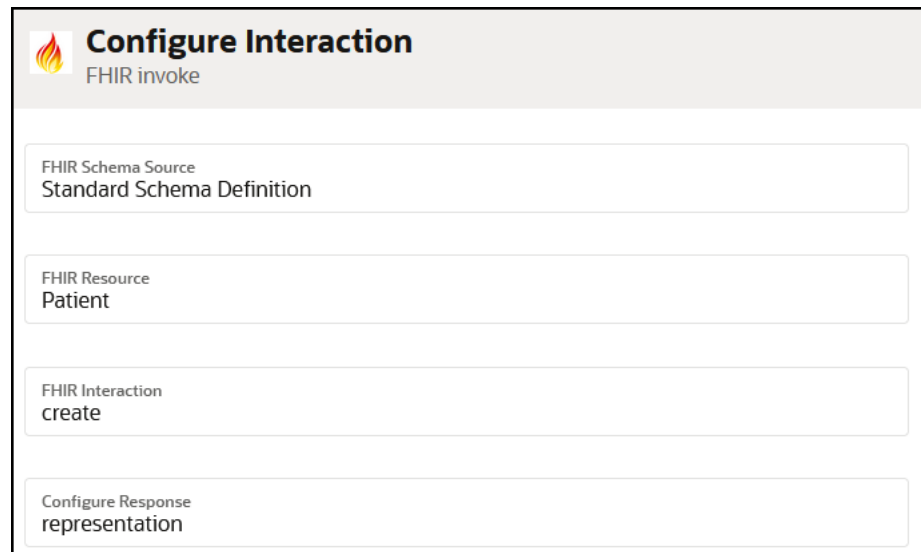 Configure Interaction
FHIR invoke
FHIR Schema Source
Standard Schema Definition
FHIR Resource
Patient
FHIR Interaction
create
Configure Response
representation